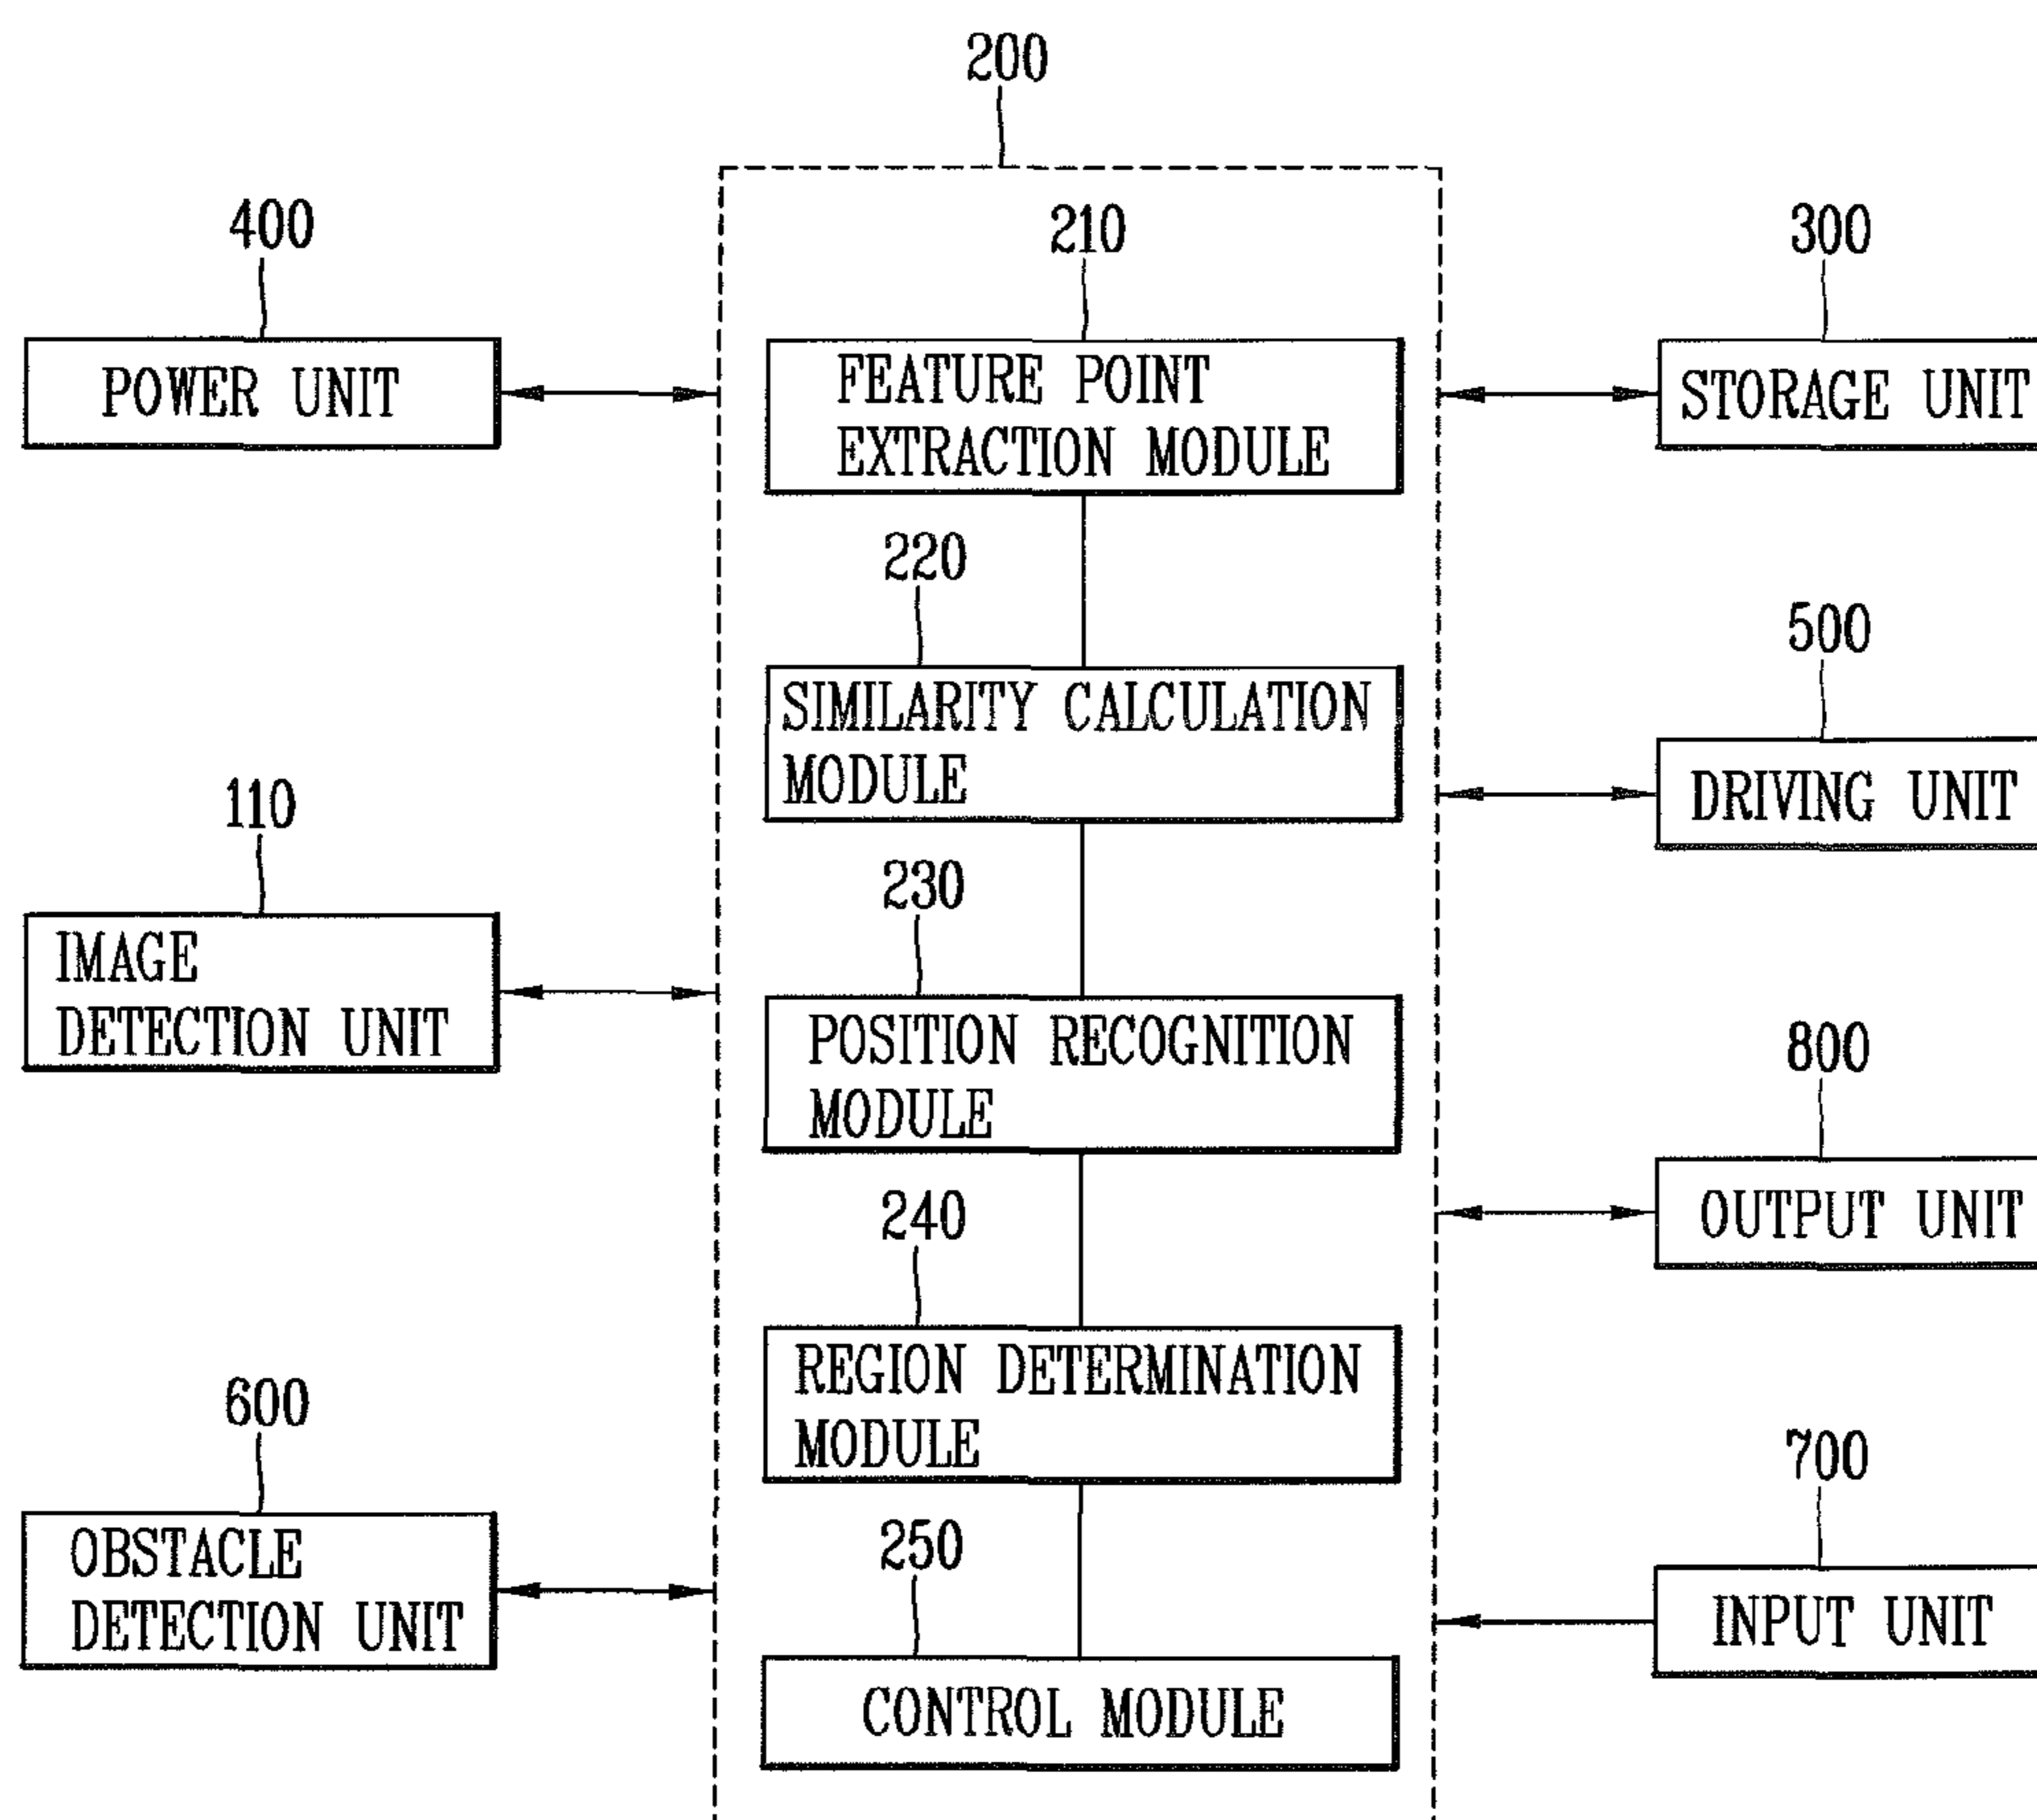 200
400
210
300
POWER UNIT
FEATURE POINT
EXTRACTION MODULE
STORAGE UNIT
220
500
SIMILARITY CALCULATION
MODULE
DRIVING UNIT
110
230
IMAGE
DETECTION UNIT
POSITION RECOGNITION
MODULE
800
OUTPUT UNIT
240
REGION DETERMINATION
MODULE
600
700
OBSTACLE
DETECTION UNIT
250
INPUT UNIT
CONTROL MODULE